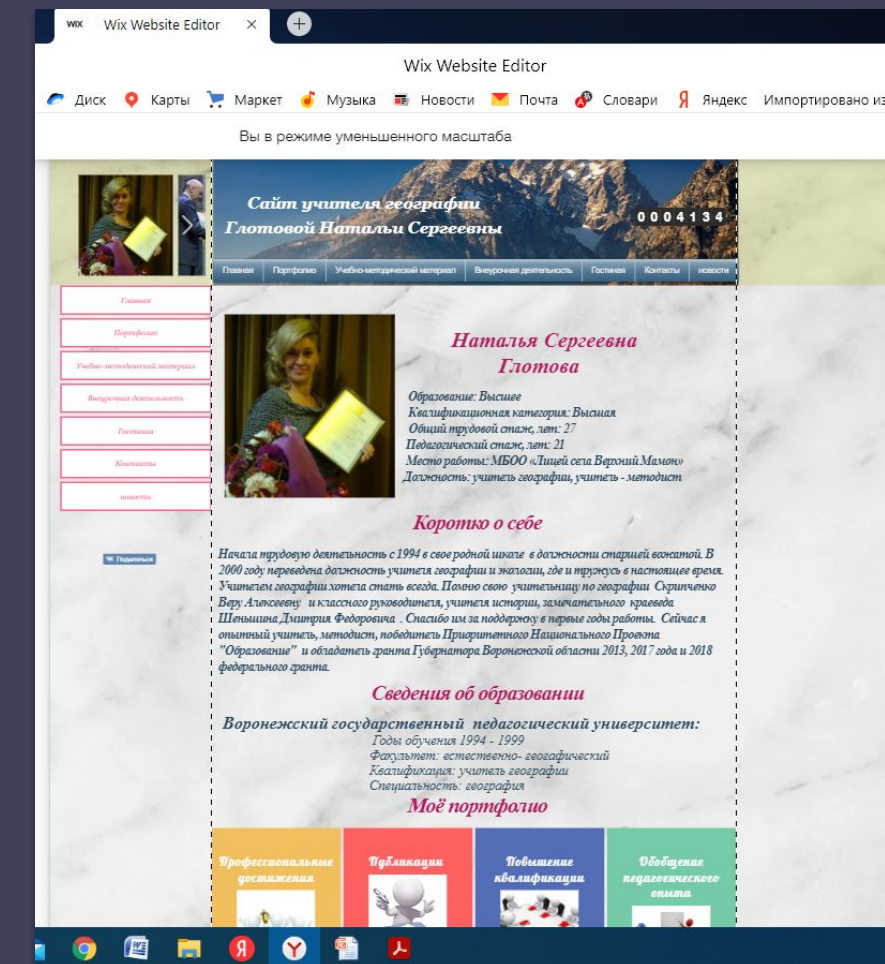 WIX Wix Website Editor
Wix Website Editor
Диск Карты Маркет Музыка Новости Почта Словари Яндекс Импортировано из
Вы в режиме уменьшенного масштаба
Сайт учителя географии
Глотовой Натальи Сергеевны
0004134
Главная Портфолио Учебно-методический материал Внеурочная деятельность Гостиная Контакты новости
Главная
Портфолио
Учебно-методический материал
Внеурочная деятельность
Гостиная
Контакты
новости
Поделиться
Наталья Сергеевна
Глотова
Образование: Высшее
Квалификационная категория: Высшая
Общий трудовой стаж, лет: 27
Педагогический стаж, лет: 21
Место работы: МБОО «Лицей села Верхний Мамон»
Должность: учитель географии, учитель - методист
Коротко о себе
Начала трудовую деятельность с 1994 в свое родной школе в должности старшей вожатой. В
2000 году переведена должность учителя географии и экологии, где и тружусь в настоящее время.
Учителем географии хотела стать всегда. Помню свою учительницу по географии Скрипченко
Веру Алексеевну и классного руководителя, учителя истории, замечательного краеведа
Шеньшина Дмитрия Федоровича . Спасибо им за поддержку в первые годы работы. Сейчас я
опытный учитель, методист, победитель Приоритетного Национального Проекта
"Образование" и обладатель гранта Губернатора Воронежской области 2013, 2017 года и 2018
федерального гранта.
Сведения об образовании
Воронежский государственный педагогический университет:
Годы обучения 1994 - 1999
Факультет: естественно- геогафический
Квалификация: учитель географии
Специальность: география
Моё портфолио
Профессиональные
достижения
Публикации
Повышение
квалификации
Обобщение
педагогического
опыта